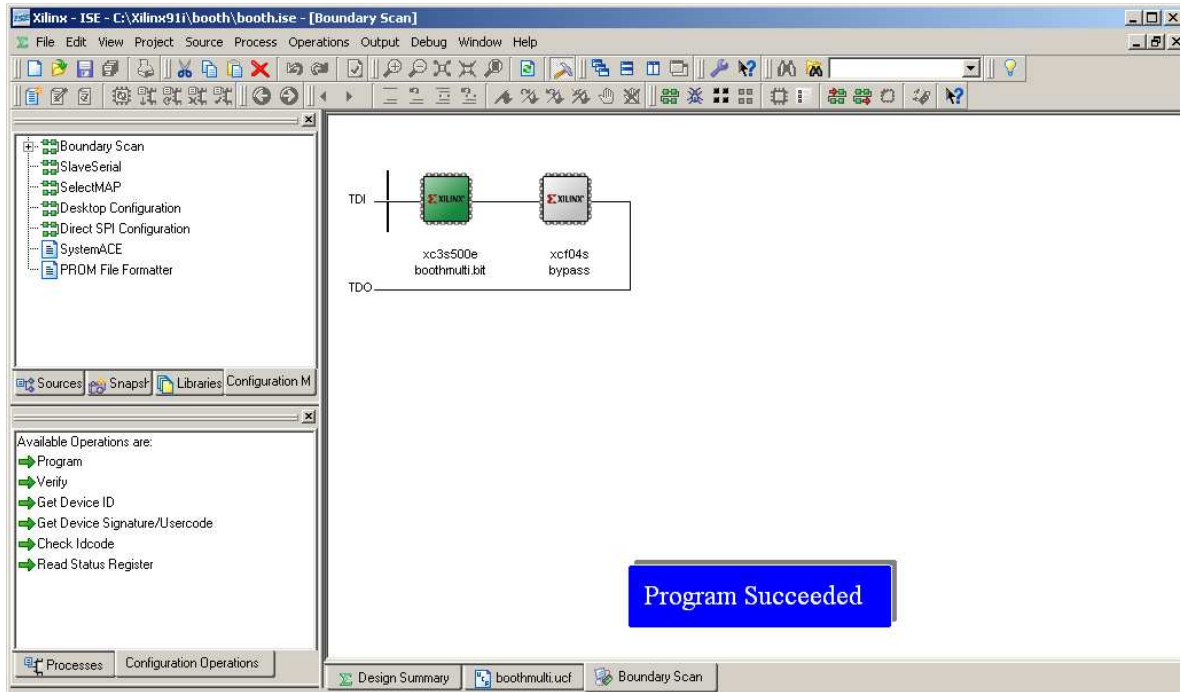 Xilinx - ISE - C:\Xilinx91i\booth\booth.ise - [Boundary Scan]
File Edit View Project Source Process Operations Output Debug Window Help
Boundary Scan
SlaveSerial
SelectMAP
Desktop Configuration
Direct SPI Configuration
SystemACE
PROM File Formatter
Sources Snapsh Libraries Configuration M
Available Operations are:
Program
Verify
Get Device ID
Get Device Signature/Usercode
Check Idcode
Read Status Register
Processes Configuration Operations
TDI
XILINX XILINX
xc3s500e xcf04s
boothmulti.bit bypass
TDO
Program Succeeded
Design Summary boothmulti.ucf Boundary Scan